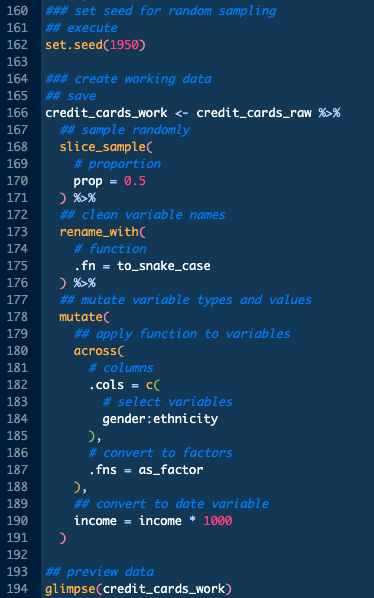 160 ### set seed for random sampling
161 ## execute
162 set.seed(1950)
163
164 ### create working data
165 ## save
166 credit_cards_work <- credit_cards_raw %>%
167   ## sample randomly
168   slice_sample(
169     # proportion
170     prop = 0.5
171   ) %>%
172   ## clean variable names
173   rename_with(
174     # function
175     .fn = to_snake_case
176   ) %>%
177   ## mutate variable types and values
178   mutate(
179     ## apply function to variables
180     across(
181       # columns
182       .cols = c(
183         # select variables
184         gender:ethnicity
185       ),
186       # convert to factors
187       .fns = as_factor
188     ),
189     ## convert to date variable
190     income = income * 1000
191   )
192
193 ## preview data
194 glimpse(credit_cards_work)